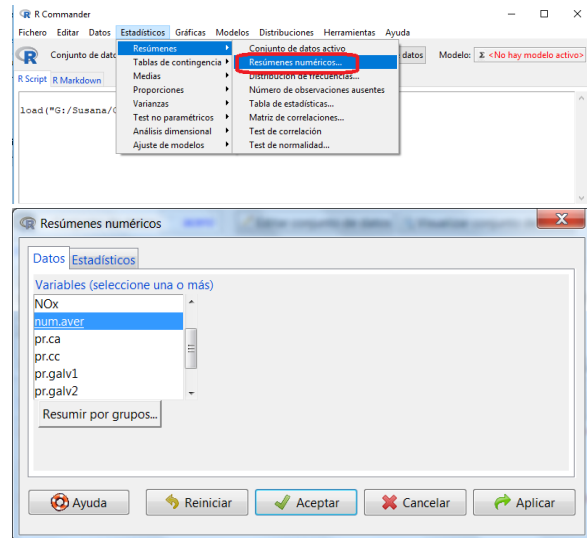 R Commander
Fichero Editar Datos Estadísticos Gráficas Modelos Distribuciones Herramientas Ayuda
Conjunto de dato
Resúmenes
Tablas de contingencia
Medias
Proporciones
Varianzas
Test no paramétricos
Análisis dimensional
Ajuste de modelos
Conjunto de datos activo
Resúmenes numéricos...
Distribución de frecuencias...
Número de observaciones ausentes
Tabla de estadísticas...
Matriz de correlaciones...
Test de correlación
Test de normalidad...
datos Modelo: Σ <No hay modelo activo>
R Script R Markdown
load("G:/Susana/
Resúmenes numéricos
Datos Estadísticos
Variables (seleccione una o más)
NOx
num.aver
pr.ca
pr.cc
pr.galv1
pr.galv2
Resumir por grupos...
Ayuda Reiniciar Aceptar Cancelar Aplicar